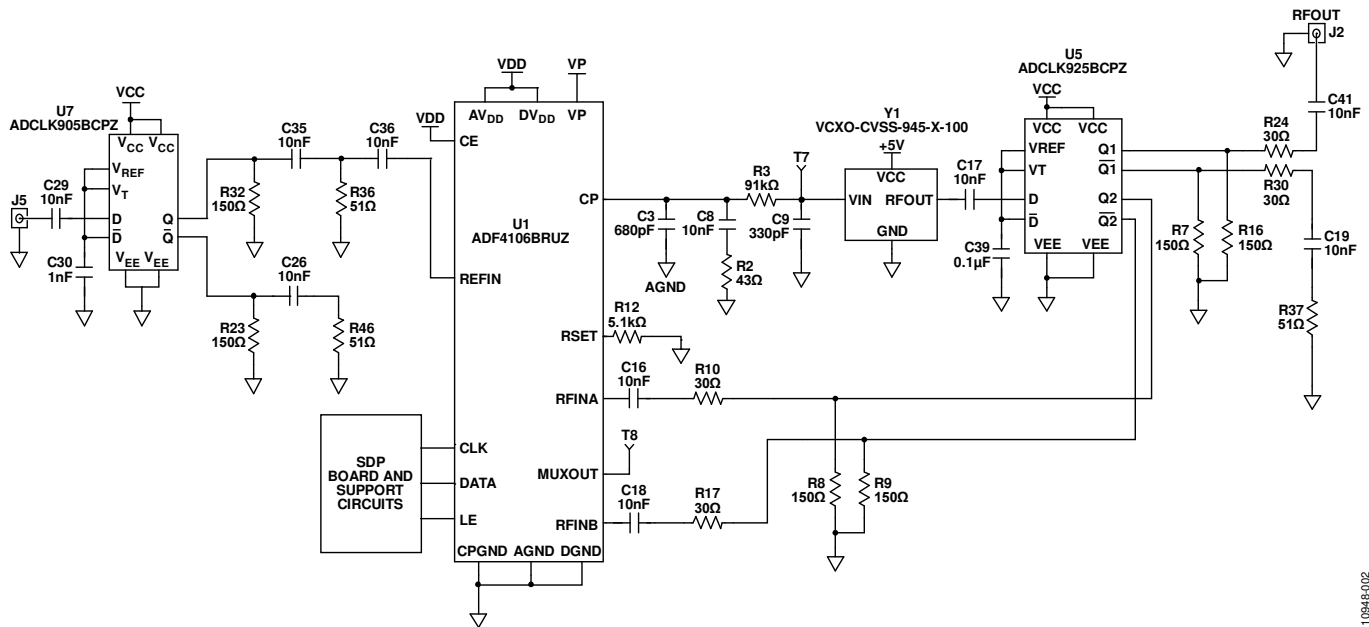 RFOUT
J2
U5
ADCLK925BCPZ
VCC
VCC VCC
VREF
VT
D
D̅
Q1
Q̅1̅
Q2
Q̅2̅
VEE VEE
C41
10nF
R24
30Ω
R30
30Ω
R7
150Ω
R16
150Ω
C19
10nF
R37
51Ω
C39
0.1µF
C17
10nF
Y1
VCXO-CVSS-945-X-100
+5V
VCC
VIN RFOUT
GND
T7
R3
91kΩ
C3
680pF
AGND
C8
10nF
R2
43Ω
C9
330pF
VDD VP
AVDD DVDD VP
VDD
CE
CP
U1
ADF4106BRUZ
REFIN
RSET
R12
5.1kΩ
RFINA
C16
10nF
R10
30Ω
MUXOUT
T8
RFINB
C18
10nF
R17
30Ω
R8
150Ω
R9
150Ω
CLK
DATA
LE
CPGND AGND DGND
SDP
BOARD AND
SUPPORT
CIRCUITS
U7
ADCLK905BCPZ
VCC
VCC VCC
VREF
VT
D
D̅
Q
Q̅
VEE VEE
J5
C29
10nF
C30
1nF
C35
10nF
C36
10nF
R32
150Ω
R36
51Ω
C26
10nF
R23
150Ω
R46
51Ω
10948-002